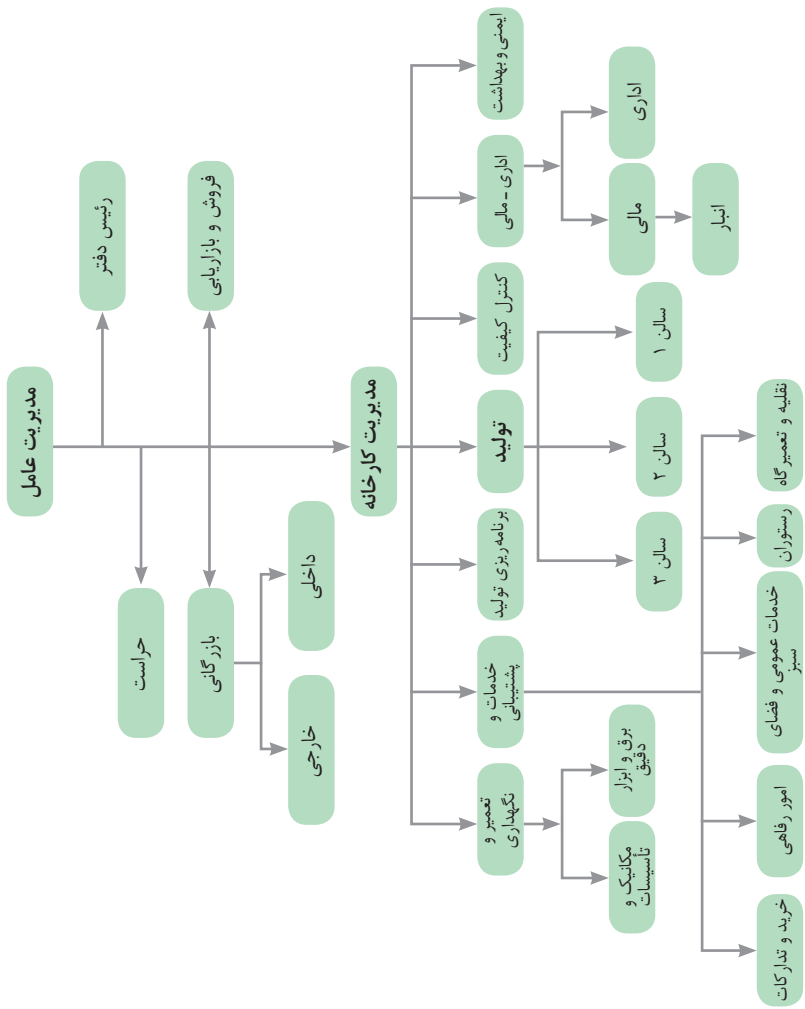 مدیریت عامل
رئیس دفتر
حراست
فروش و بازاریابی
بازرگانی
داخلی
خارجی
مدیریت کارخانه
ایمنی و بهداشت
اداری - مالی
کنترل کیفیت
تولید
برنامه‌ریزی تولید
خدمات و
پشتیبانی
تعمیر و
نگهداری
اداری
مالی
انبار
سالن ۱
سالن ۲
سالن ۳
برق و ابزار
دقیق
مکانیک و
تأسیسات
نقلیه و تعمیرگاه
رستوران
خدمات عمومی و فضای
سبز
امور رفاهی
خرید و تدارکات